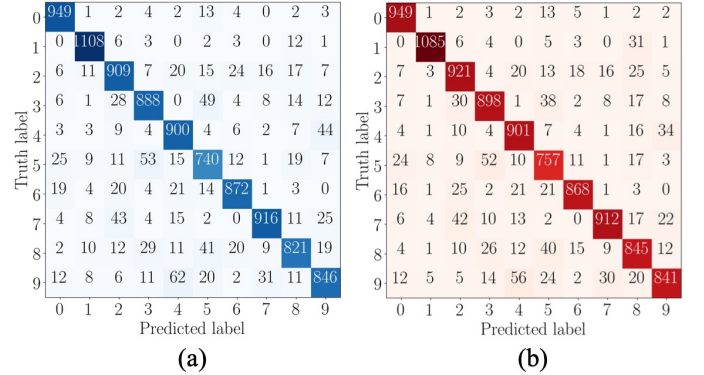 0 949 1 2 4 2 13 4 0 2 3
1 0 1108 6 3 0 2 3 0 12 1
2 6 11 909 7 20 15 24 16 17 7
3 6 1 28 888 0 49 4 8 14 12
4 3 3 9 4 900 4 6 2 7 44
5 25 9 11 53 15 740 12 1 19 7
6 19 4 20 4 21 14 872 1 3 0
7 4 8 43 4 15 2 0 916 11 25
8 2 10 12 29 11 41 20 9 821 19
9 12 8 6 11 62 20 2 31 11 846
0 1 2 3 4 5 6 7 8 9
Truth label
Predicted label
(a)
0 949 1 2 3 2 13 5 1 2 2
1 0 1085 6 4 0 5 3 0 31 1
2 7 3 921 4 20 13 18 16 25 5
3 7 1 30 898 1 38 2 8 17 8
4 4 1 10 4 901 7 4 1 16 34
5 24 8 9 52 10 757 11 1 17 3
6 16 1 25 2 21 21 868 1 3 0
7 6 4 42 10 13 2 0 912 17 22
8 4 1 10 26 12 40 15 9 845 12
9 12 5 5 14 56 24 2 30 20 841
0 1 2 3 4 5 6 7 8 9
Truth label
Predicted label
(b)